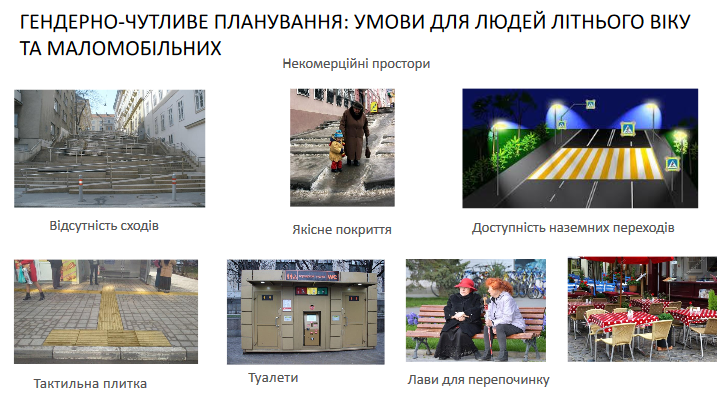 ГЕНДЕРНО-ЧУТЛИВЕ ПЛАНУВАННЯ: УМОВИ ДЛЯ ЛЮДЕЙ ЛІТНЬОГО ВІКУ
ТА МАЛОМОБІЛЬНИХ
Некомерційні простори
Відсутність сходів
Якісне покриття
Доступність наземних переходів
Тактильна плитка
Туалети
Лави для перепочинку